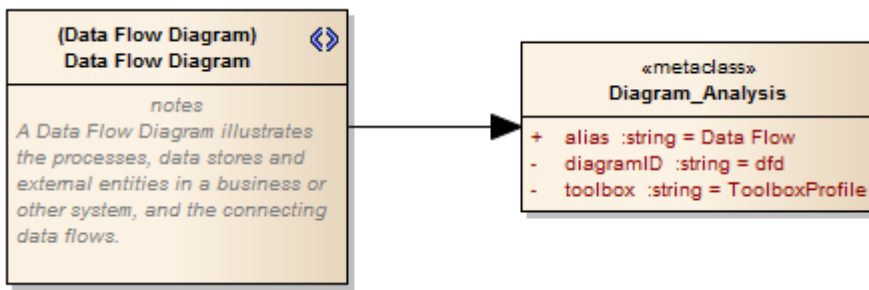 (Data Flow Diagram)
Data Flow Diagram
notes
A Data Flow Diagram illustrates
the processes, data stores and
external entities in a business or
other system, and the connecting
data flows.
«metaclass»
Diagram_Analysis
+ alias :string = Data Flow
- diagramID :string = dfd
- toolbox :string = ToolboxProfile